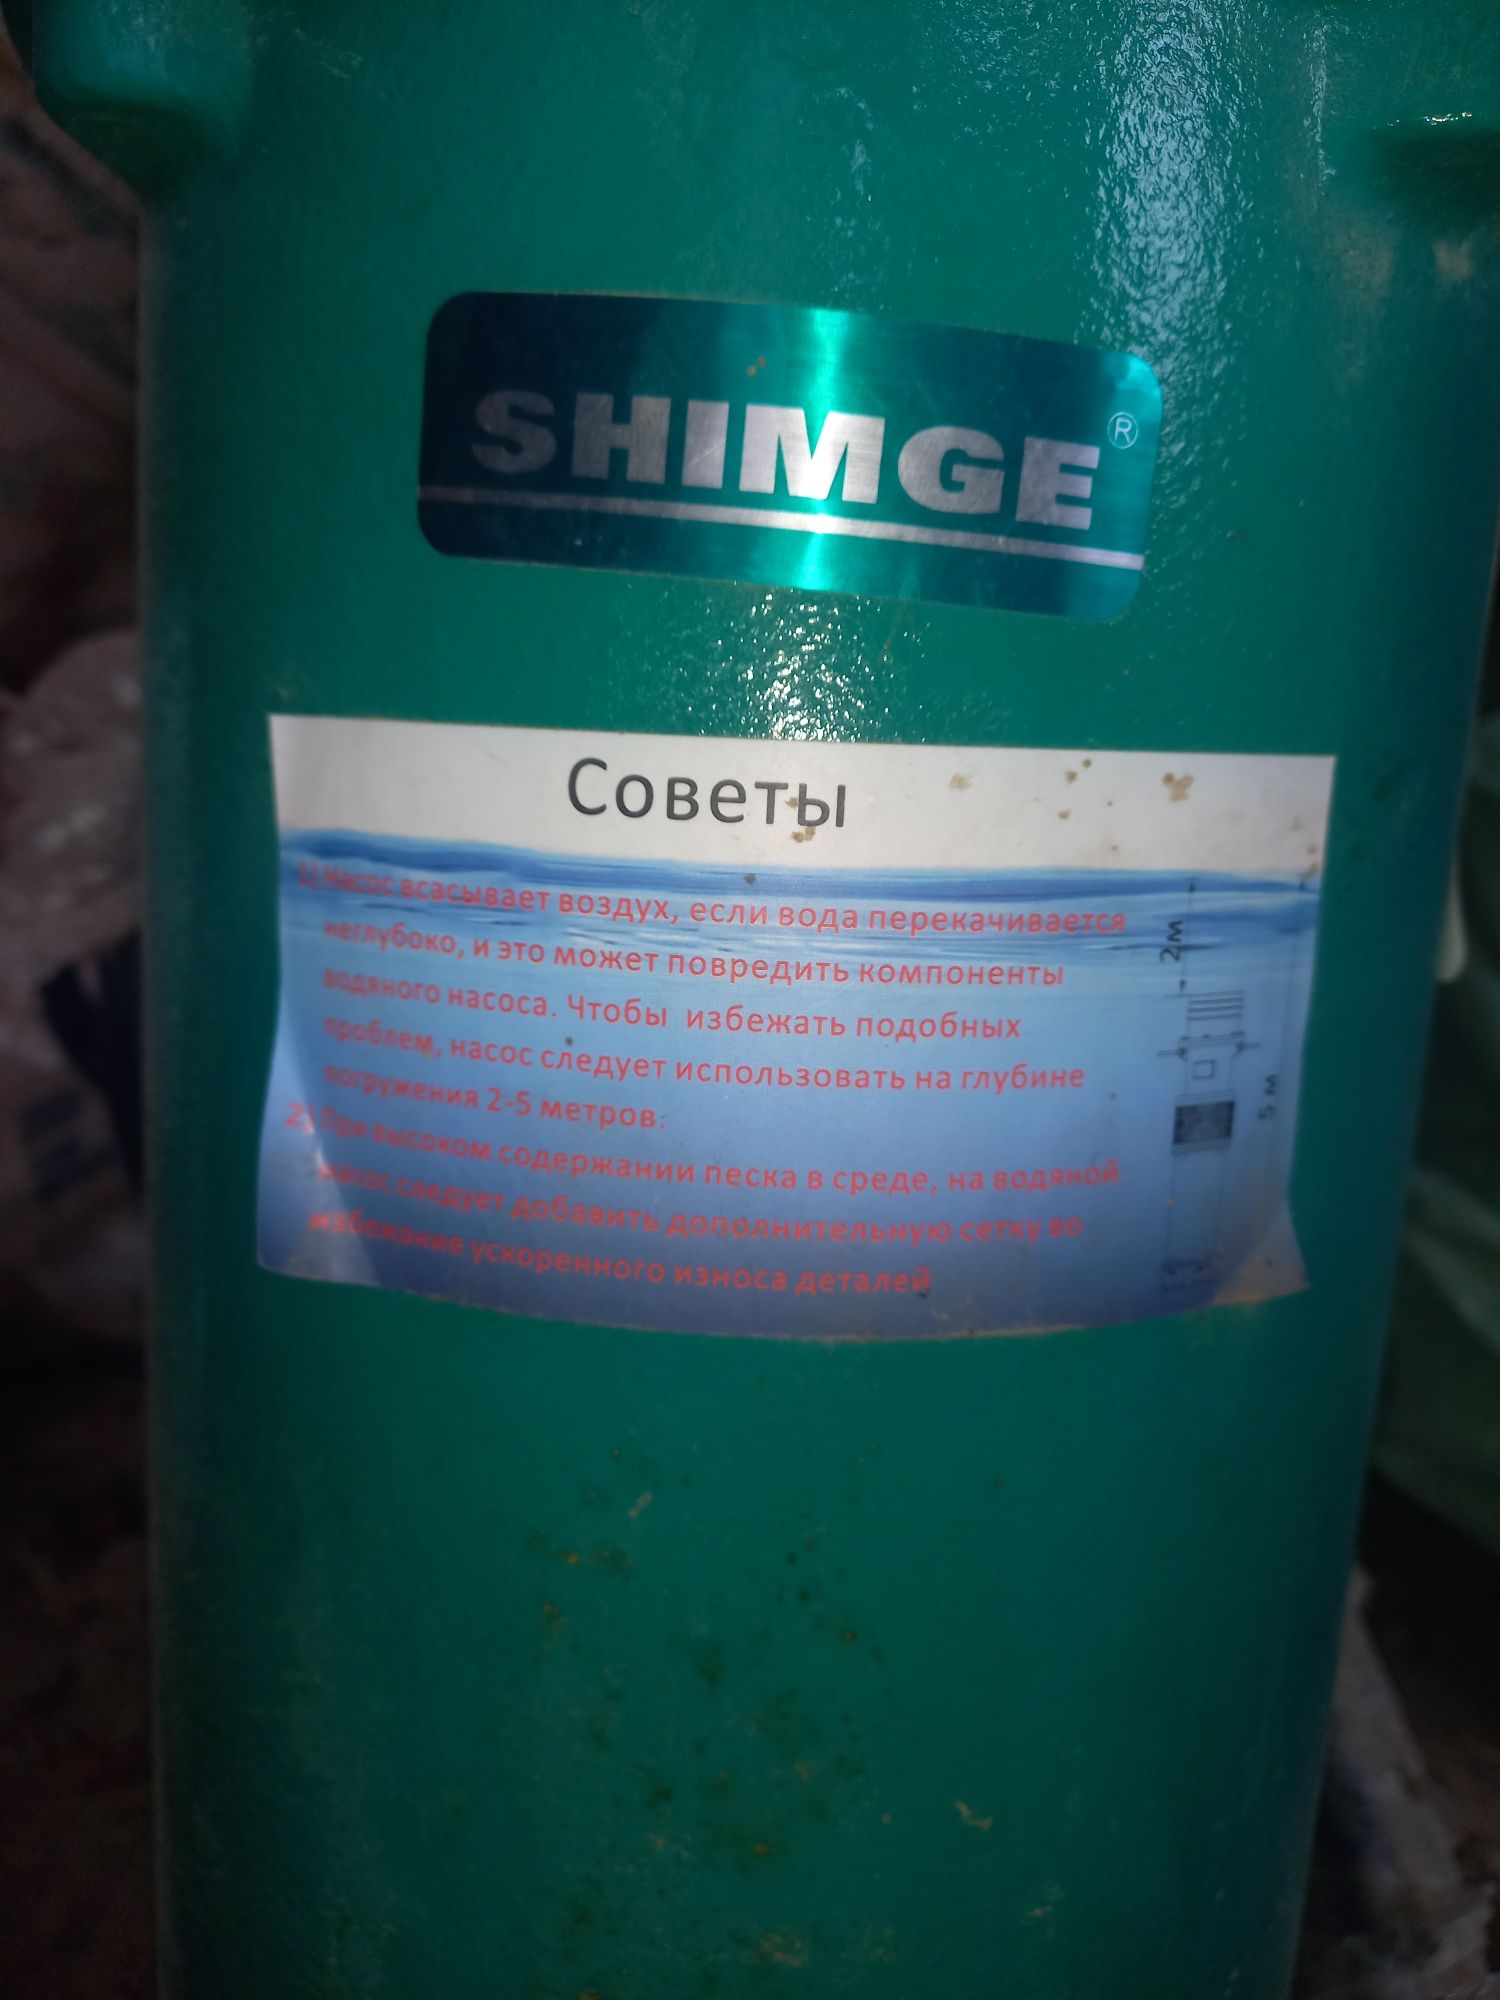 SHIMGE®
Советы
1) Насос всасывает воздух, если вода перекачивается
неглубоко, и это может повредить компоненты
водяного насоса. Чтобы избежать подобных
проблем, насос следует использовать на глубине
погружения 2-5 метров.
2) При высоком содержании песка в среде, на водяной
насос следует добавить дополнительную сетку во
избежание ускоренного износа деталей
2м
5 м